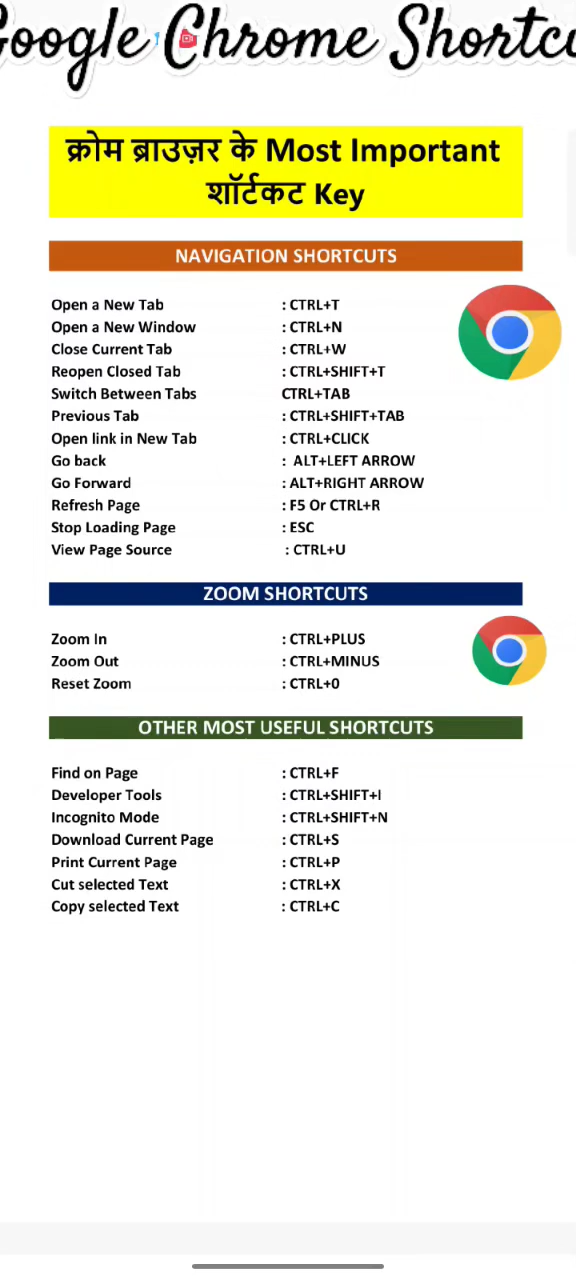 Google Chrome Shortcu
क्रोम ब्राउज़र के Most Important
शॉर्टकट Key
NAVIGATION SHORTCUTS
Open a New Tab : CTRL+T
Open a New Window : CTRL+N
Close Current Tab : CTRL+W
Reopen Closed Tab : CTRL+SHIFT+T
Switch Between Tabs CTRL+TAB
Previous Tab : CTRL+SHIFT+TAB
Open link in New Tab : CTRL+CLICK
Go back : ALT+LEFT ARROW
Go Forward : ALT+RIGHT ARROW
Refresh Page : F5 Or CTRL+R
Stop Loading Page : ESC
View Page Source : CTRL+U
ZOOM SHORTCUTS
Zoom In : CTRL+PLUS
Zoom Out : CTRL+MINUS
Reset Zoom : CTRL+0
OTHER MOST USEFUL SHORTCUTS
Find on Page : CTRL+F
Developer Tools : CTRL+SHIFT+I
Incognito Mode : CTRL+SHIFT+N
Download Current Page : CTRL+S
Print Current Page : CTRL+P
Cut selected Text : CTRL+X
Copy selected Text : CTRL+C